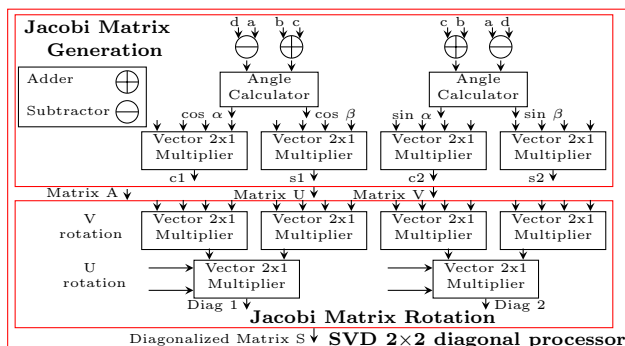 Jacobi Matrix
Generation
d a b c c b a d
Adder
Subtractor
Angle
Calculator
Angle
Calculator
cos α cos β sin α sin β
Vector 2x1
Multiplier
Vector 2x1
Multiplier
Vector 2x1
Multiplier
Vector 2x1
Multiplier
c1 s1 c2 s2
Matrix A Matrix U Matrix V
V
rotation
Vector 2x1
Multiplier
Vector 2x1
Multiplier
Vector 2x1
Multiplier
Vector 2x1
Multiplier
U
rotation
Vector 2x1
Multiplier
Vector 2x1
Multiplier
Diag 1 Diag 2
Jacobi Matrix Rotation
Diagonalized Matrix S SVD 2×2 diagonal processor